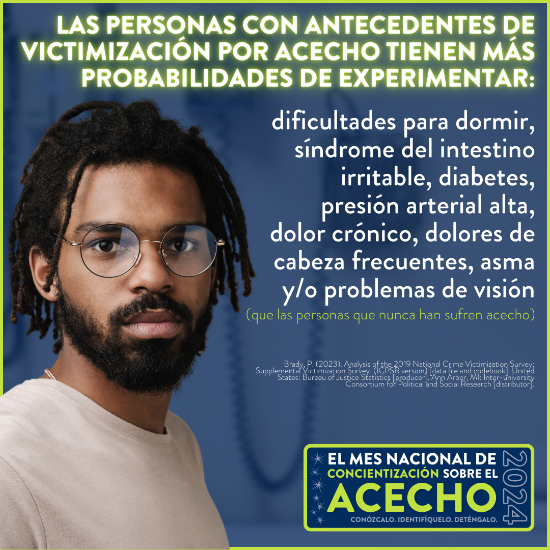 LAS PERSONAS CON ANTECEDENTES DE
VICTIMIZACIÓN POR ACECHO TIENEN MÁS
PROBABILIDADES DE EXPERIMENTAR:
dificultades para dormir,
síndrome del intestino
irritable, diabetes,
presión arterial alta,
dolor crónico, dolores de
cabeza frecuentes, asma
y/o problemas de visión
(que las personas que nunca han sufren acecho)
Brady, P. (2023). Analysis of the 2019 National Crime Victimization Survey:
Supplemental Victimization Survey. (ICPSR version) [data file and codebook]. United
States: Bureau of Justice Statistics [producer]. Ann Arbor, MI: Inter-University
Consortium for Political and Social Research [distributor].
EL MES NACIONAL DE
CONCIENTIZACIÓN SOBRE EL
ACECHO
2024
CONÓZCALO. IDENTIFÍQUELO. DETÉNGALO.